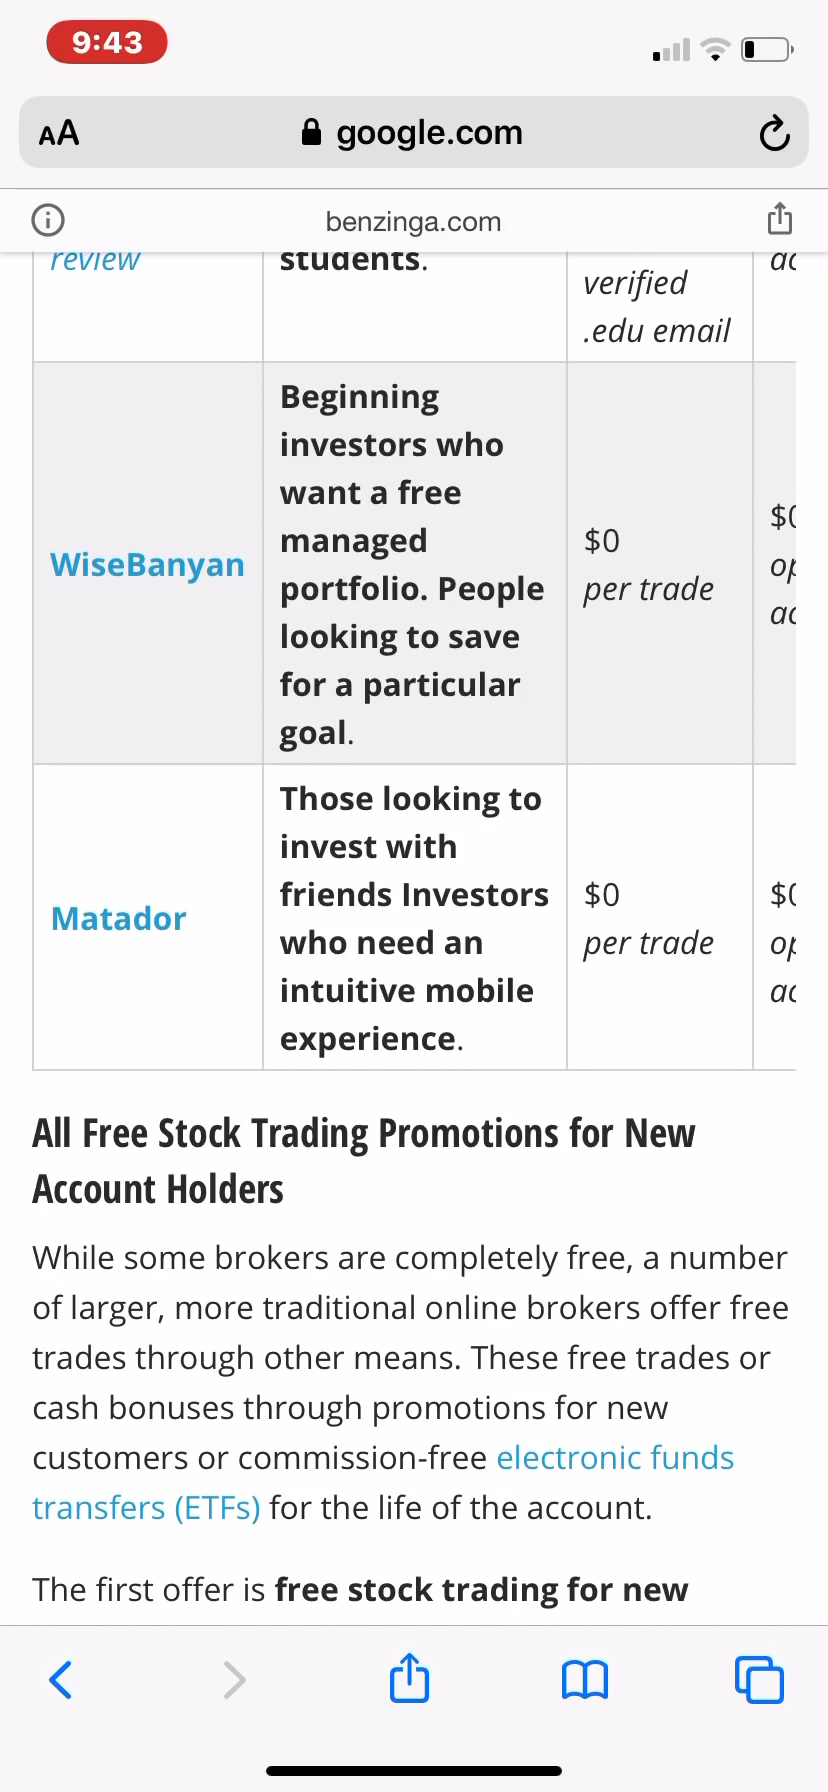 9:43
AA
google.com
benzinga.com
review
students.
verified
.edu email
WiseBanyan
Beginning
investors who
want a free
managed
portfolio. People
looking to save
for a particular
goal.
$0
per trade
Matador
Those looking to
invest with
friends Investors
who need an
intuitive mobile
experience.
$0
per trade
All Free Stock Trading Promotions for New
Account Holders
While some brokers are completely free, a number
of larger, more traditional online brokers offer free
trades through other means. These free trades or
cash bonuses through promotions for new
customers or commission-free electronic funds
transfers (ETFs) for the life of the account.
The first offer is free stock trading for new